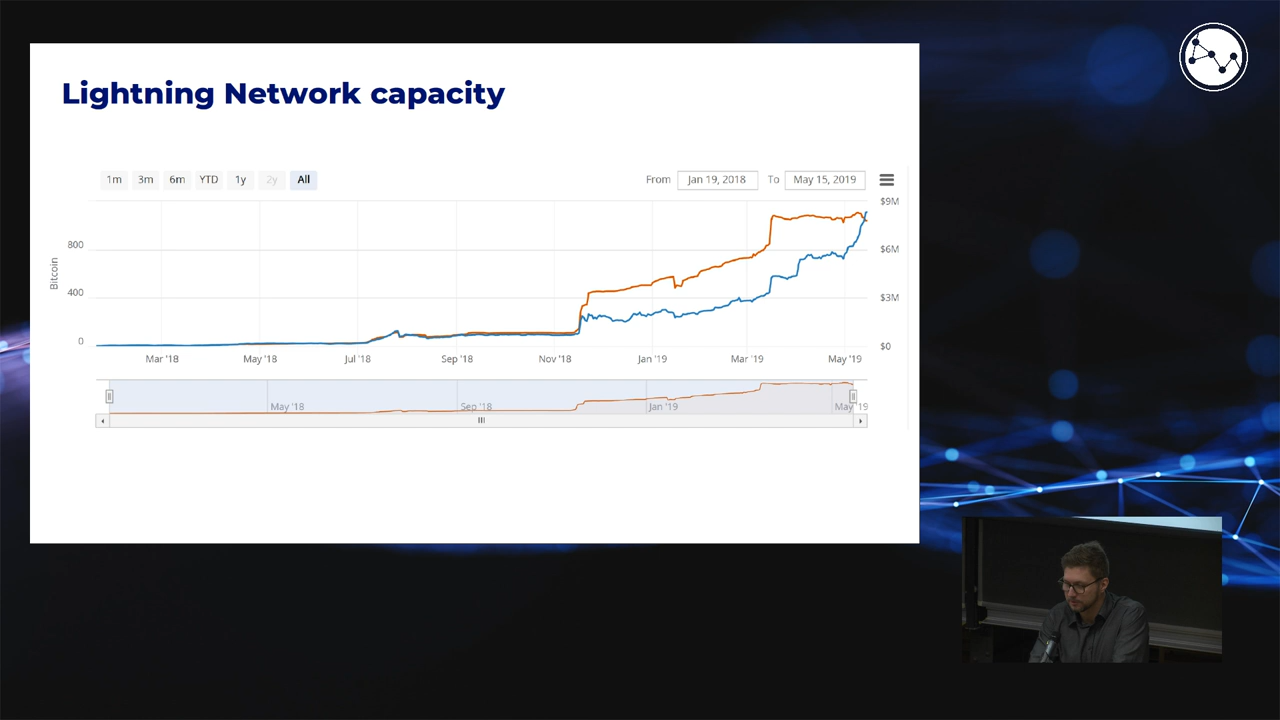 Lightning Network capacity
1m 3m 6m YTD 1y 2y All From Jan 19, 2018 To May 15, 2019
$9M
800 $6M
Bitcoin
400 $3M
0 $0
Mar '18 May '18 Jul '18 Sep '18 Nov '18 Jan '19 Mar '19 May '19
May '18 Sep '18 Jan '19 May '19